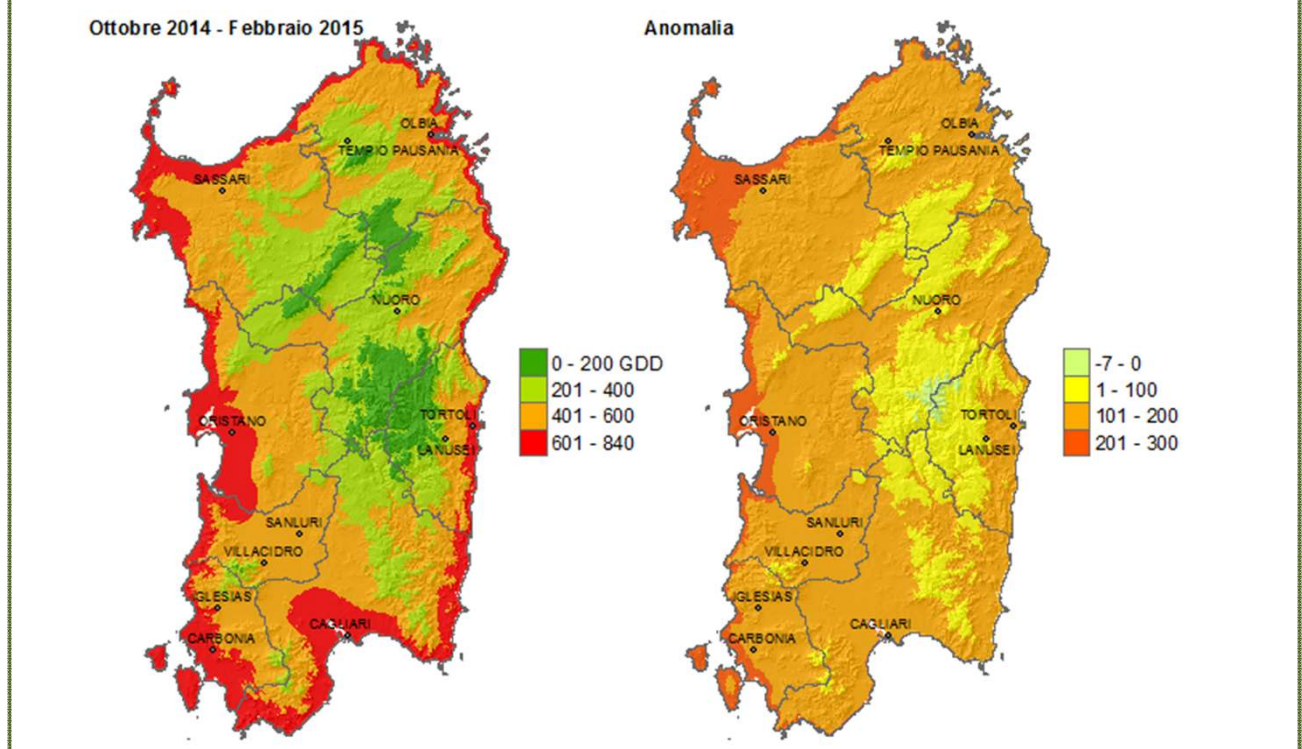 Ottobre 2014 - Febbraio 2015
OLBIA
TEMPIO PAUSANIA
SASSARI
NUORO
0 - 200 GDD
201 - 400
401 - 600
601 - 840
ORISTANO
TORTOLI
LANUSEI
SANLURI
VILLACIDRO
IGLESIAS
CAGLIARI
CARBONIA
Anomalia
OLBIA
TEMPIO PAUSANIA
SASSARI
NUORO
-7 - 0
1 - 100
101 - 200
201 - 300
ORISTANO
TORTOLI
LANUSEI
SANLURI
VILLACIDRO
IGLESIAS
CAGLIARI
CARBONIA